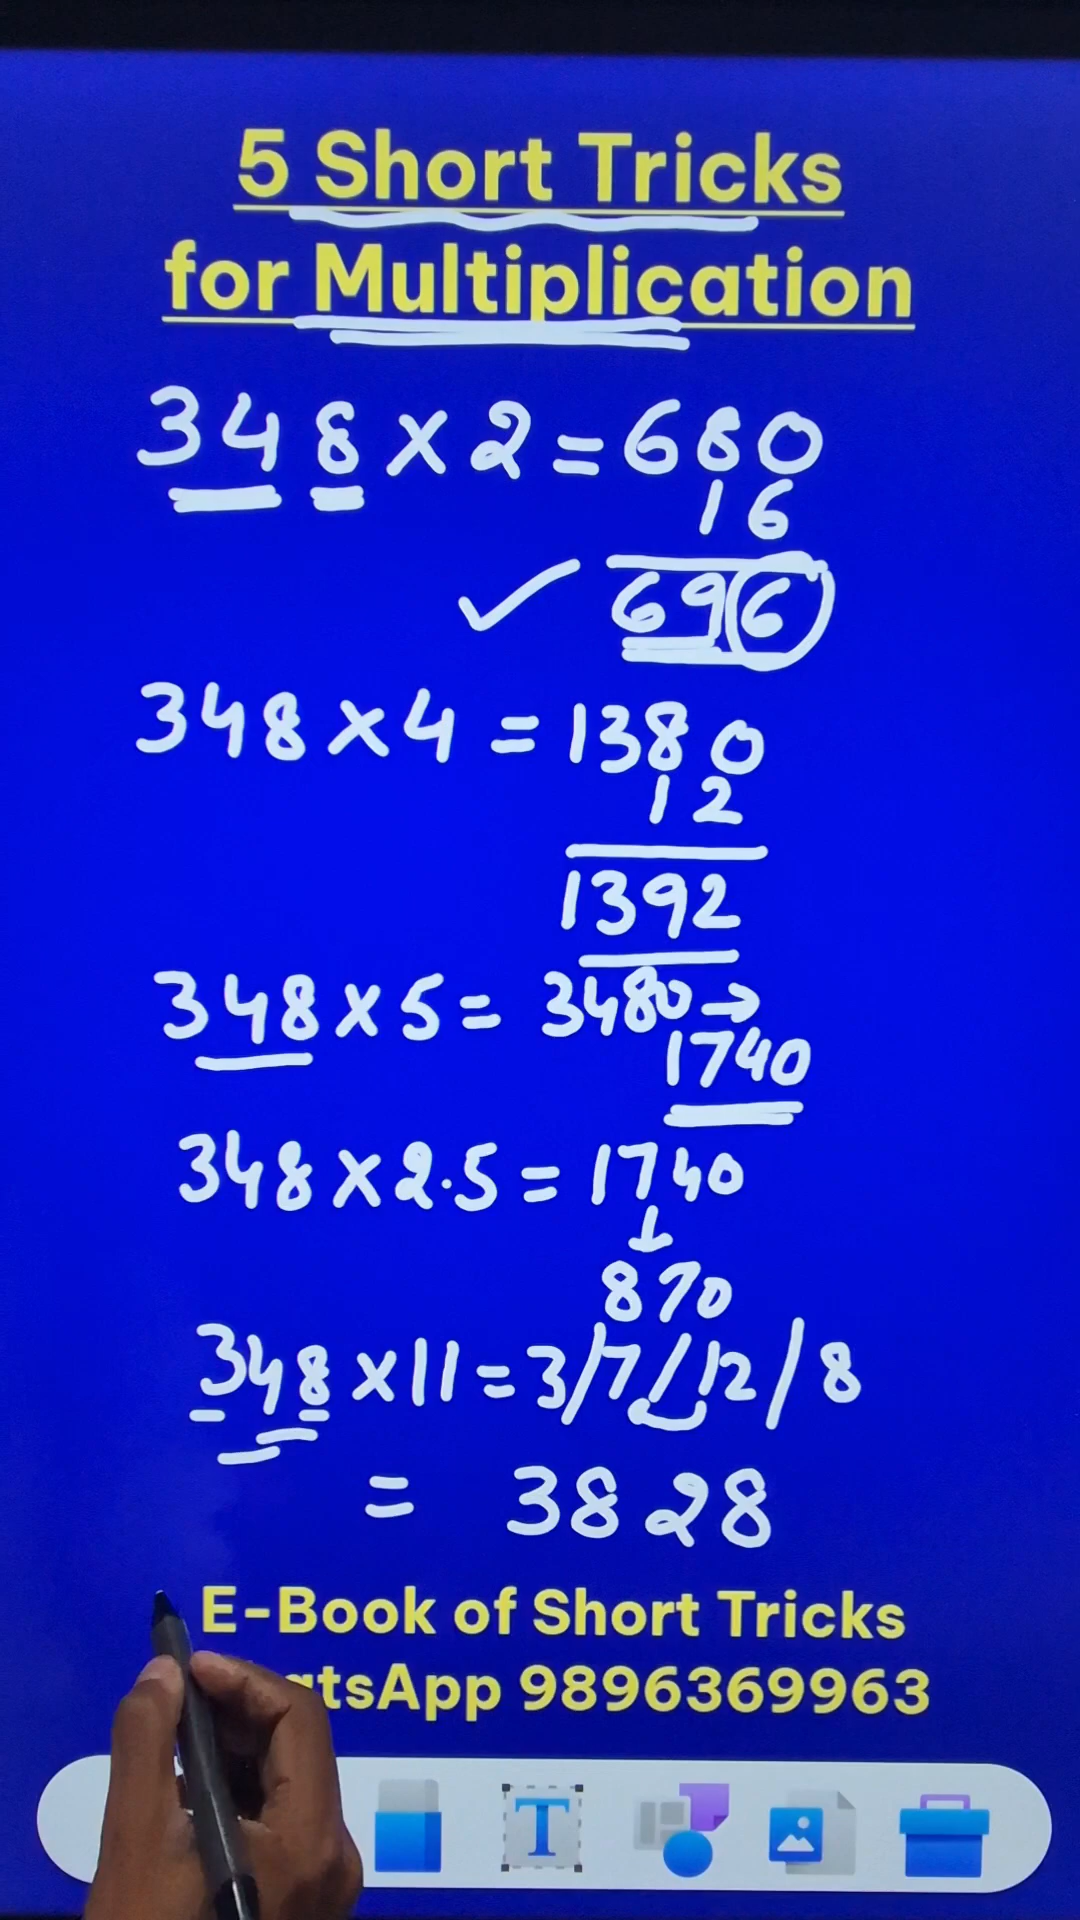 5 Short Tricks
for Multiplication
348 × 2 = 680
16
696
348 × 4 = 1380
12
1392
348 × 5 = 3480 →
1740
348 × 2.5 = 1740
↓
870
348 × 11 = 3/7/12/8
= 3828
E-Book of Short Tricks
atsApp 9896369963
T